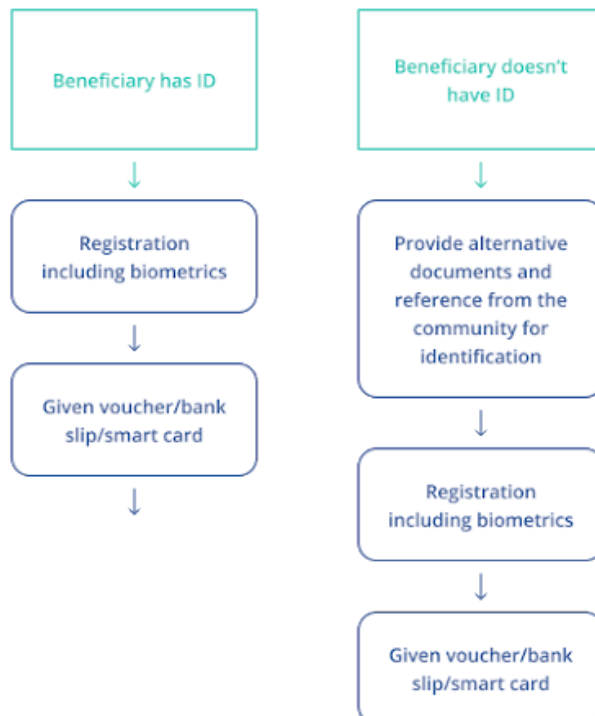 Beneficiary has ID
Registration
including biometrics
Given voucher/bank
slip/smart card
Beneficiary doesn't
have ID
Provide alternative
documents and
reference from the
community for
identification
Registration
including biometrics
Given voucher/bank
slip/smart card